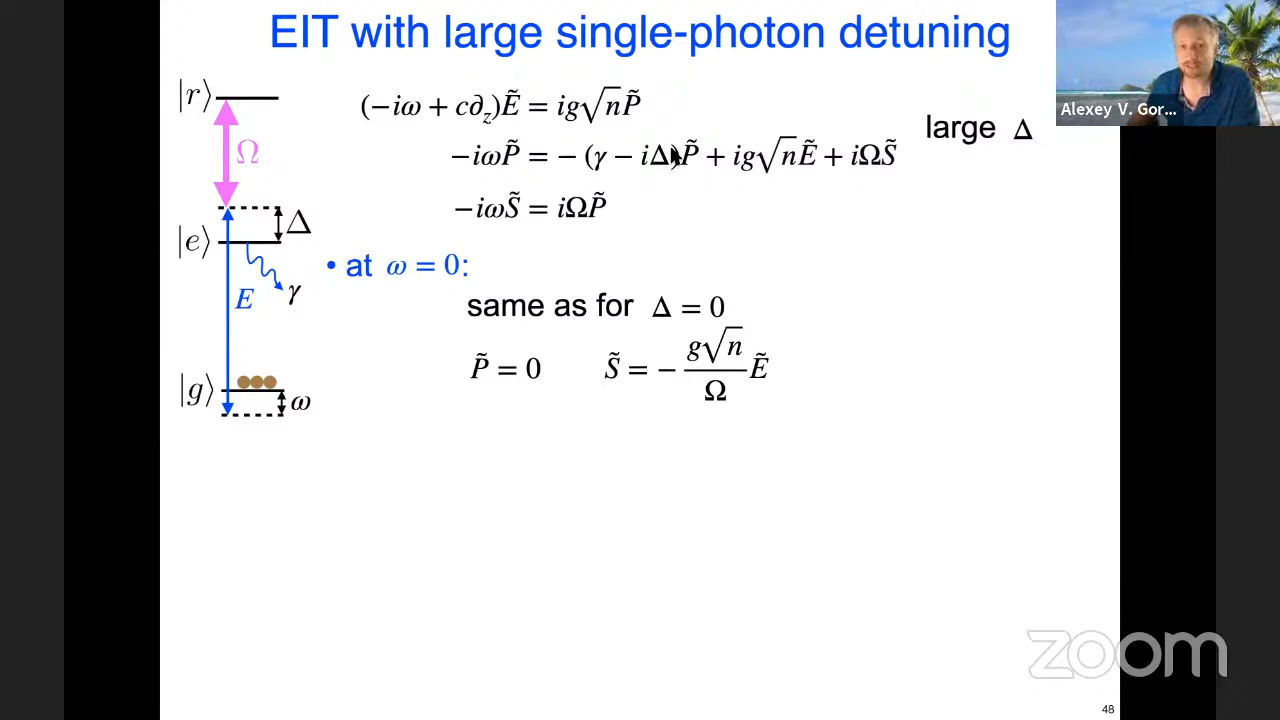 EIT with large single-photon detuning
Alexey V. Gor...
|r⟩
Ω
Δ
|e⟩
γ
E
|g⟩
ω
(−iω + c∂_z)Ẽ = ig√n P̃
−iωP̃ = − (γ − iΔ)P̃ + ig√n Ẽ + iΩS̃
−iωS̃ = iΩP̃
large Δ
• at ω = 0:
same as for Δ = 0
P̃ = 0 S̃ = − g√n/Ω Ẽ
zoom
48